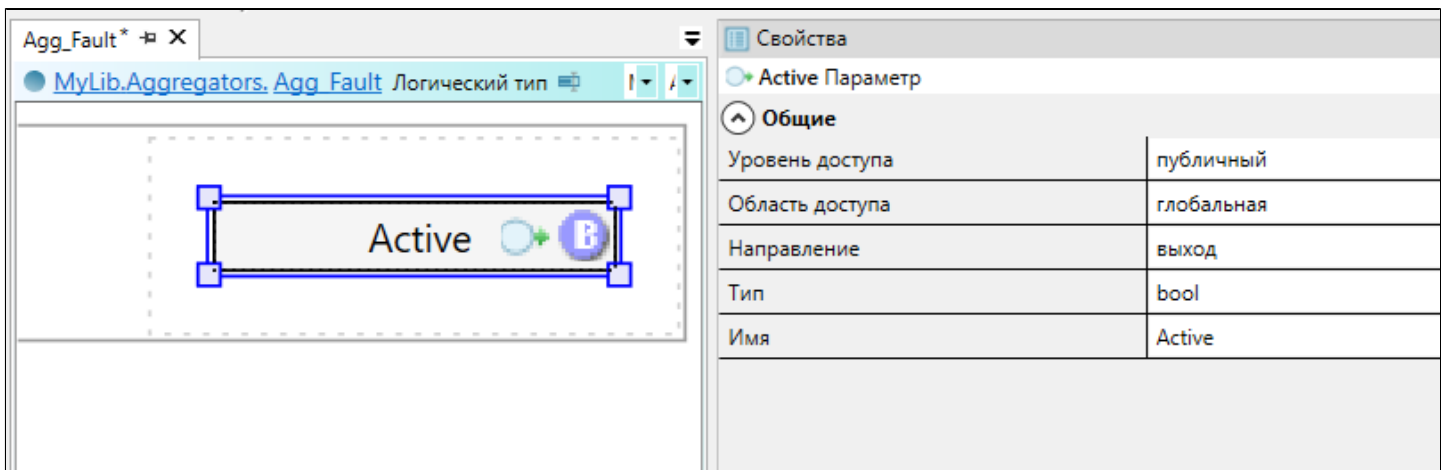 Agg_Fault*
MyLib.Aggregators. Agg_Fault Логический тип
Active
Свойства
Active Параметр
Общие
Уровень доступа публичный
Область доступа глобальная
Направление выход
Тип bool
Имя Active